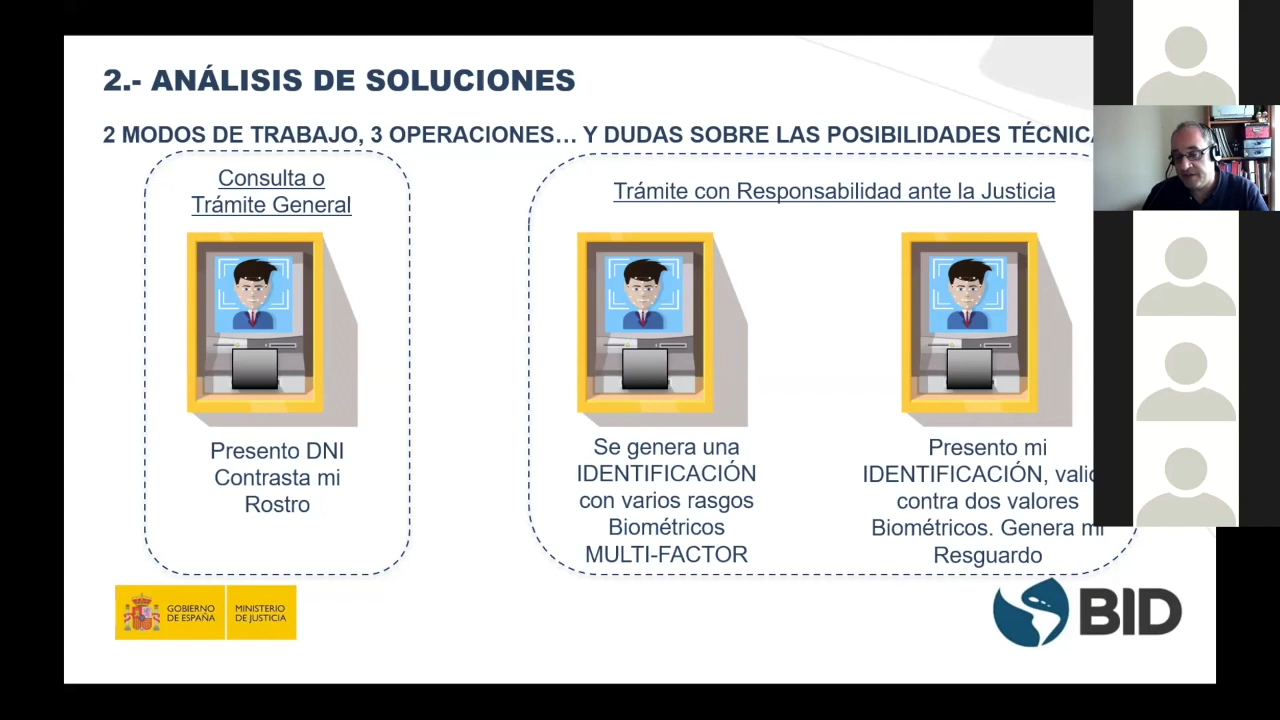 2.- ANÁLISIS DE SOLUCIONES
2 MODOS DE TRABAJO, 3 OPERACIONES... Y DUDAS SOBRE LAS POSIBILIDADES
Consulta o
Trámite General
Presento DNI
Contrasta mi
Rostro
Trámite con Responsabilidad ante la Justicia
Se genera una
IDENTIFICACIÓN
con varios rasgos
Biométricos
MULTI-FACTOR
Presento mi
IDENTIFICACIÓN,
contra dos valores
Biométricos. Genera mi
Resguardo
GOBIERNO
DE ESPAÑA
MINISTERIO
DE JUSTICIA
BID